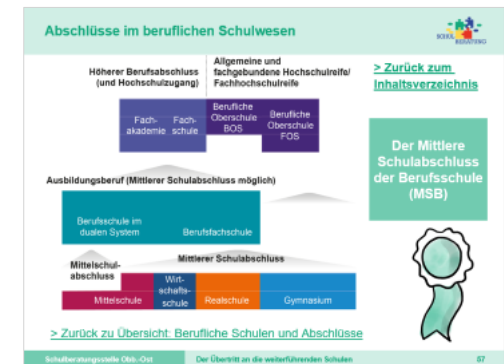 Abschlüsse im beruflichen Schulwesen
SCHUL
BERATUNG
Höherer Berufsabschluss
(und Hochschulzugang)
Allgemeine und
fachgebundene Hochschulreife/
Fachhochschulreife
Fach-
akademie
Fach-
schule
Berufliche
Oberschule
BOS
Berufliche
Oberschule
FOS
Ausbildungsberuf (Mittlerer Schulabschluss möglich)
Berufsschule im
dualen System
Berufsfachschule
Mittelschul-
abschluss
Mittlerer Schulabschluss
Mittelschule
Wirt-
schafts-
schule
Realschule
Gymnasium
> Zurück zu Übersicht: Berufliche Schulen und Abschlüsse
> Zurück zum
Inhaltsverzeichnis
Der Mittlere
Schulabschluss
der Berufsschule
(MSB)
Schulberatungsstelle Obb.-Ost
Der Übertritt an die weiterführenden Schulen
57